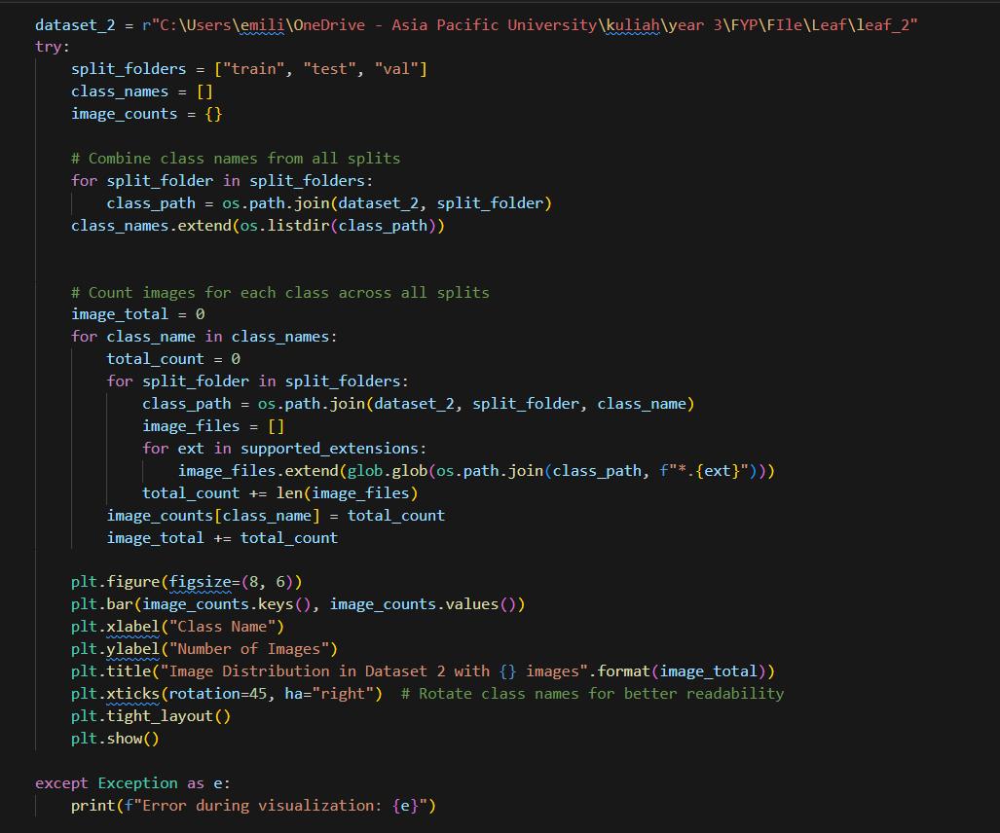 dataset_2 = r"C:\Users\emili\OneDrive - Asia Pacific University\kuliah\year 3\FYP\FIle\Leaf\leaf_2"
try:
    split_folders = ["train", "test", "val"]
    class_names = []
    image_counts = {}

    # Combine class names from all splits
    for split_folder in split_folders:
        class_path = os.path.join(dataset_2, split_folder)
    class_names.extend(os.listdir(class_path))


    # Count images for each class across all splits
    image_total = 0
    for class_name in class_names:
        total_count = 0
        for split_folder in split_folders:
            class_path = os.path.join(dataset_2, split_folder, class_name)
            image_files = []
            for ext in supported_extensions:
                image_files.extend(glob.glob(os.path.join(class_path, f"*.{ext}")))
            total_count += len(image_files)
        image_counts[class_name] = total_count
        image_total += total_count

    plt.figure(figsize=(8, 6))
    plt.bar(image_counts.keys(), image_counts.values())
    plt.xlabel("Class Name")
    plt.ylabel("Number of Images")
    plt.title("Image Distribution in Dataset 2 with {} images".format(image_total))
    plt.xticks(rotation=45, ha="right")  # Rotate class names for better readability
    plt.tight_layout()
    plt.show()

except Exception as e:
    print(f"Error during visualization: {e}")